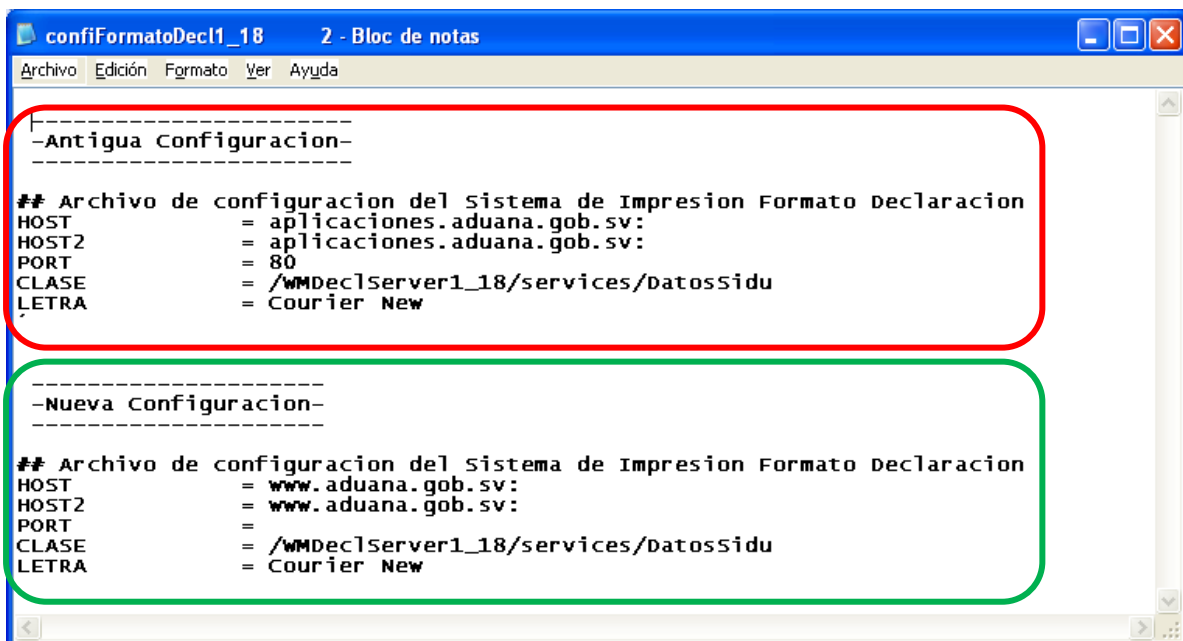 confiFormatoDecl1_18 2 - Bloc de notas
Archivo Edición Formato Ver Ayuda
------------------------
-Antigua Configuracion-
------------------------
## Archivo de configuracion del Sistema de Impresion Formato Declaracion
HOST = aplicaciones.aduana.gob.sv:
HOST2 = aplicaciones.aduana.gob.sv:
PORT = 80
CLASE = /WMDeclServer1_18/services/DatosSidu
LETRA = Courier New
----------------------
-Nueva Configuracion-
----------------------
## Archivo de configuracion del Sistema de Impresion Formato Declaracion
HOST = www.aduana.gob.sv:
HOST2 = www.aduana.gob.sv:
PORT =
CLASE = /WMDeclServer1_18/services/DatosSidu
LETRA = Courier New